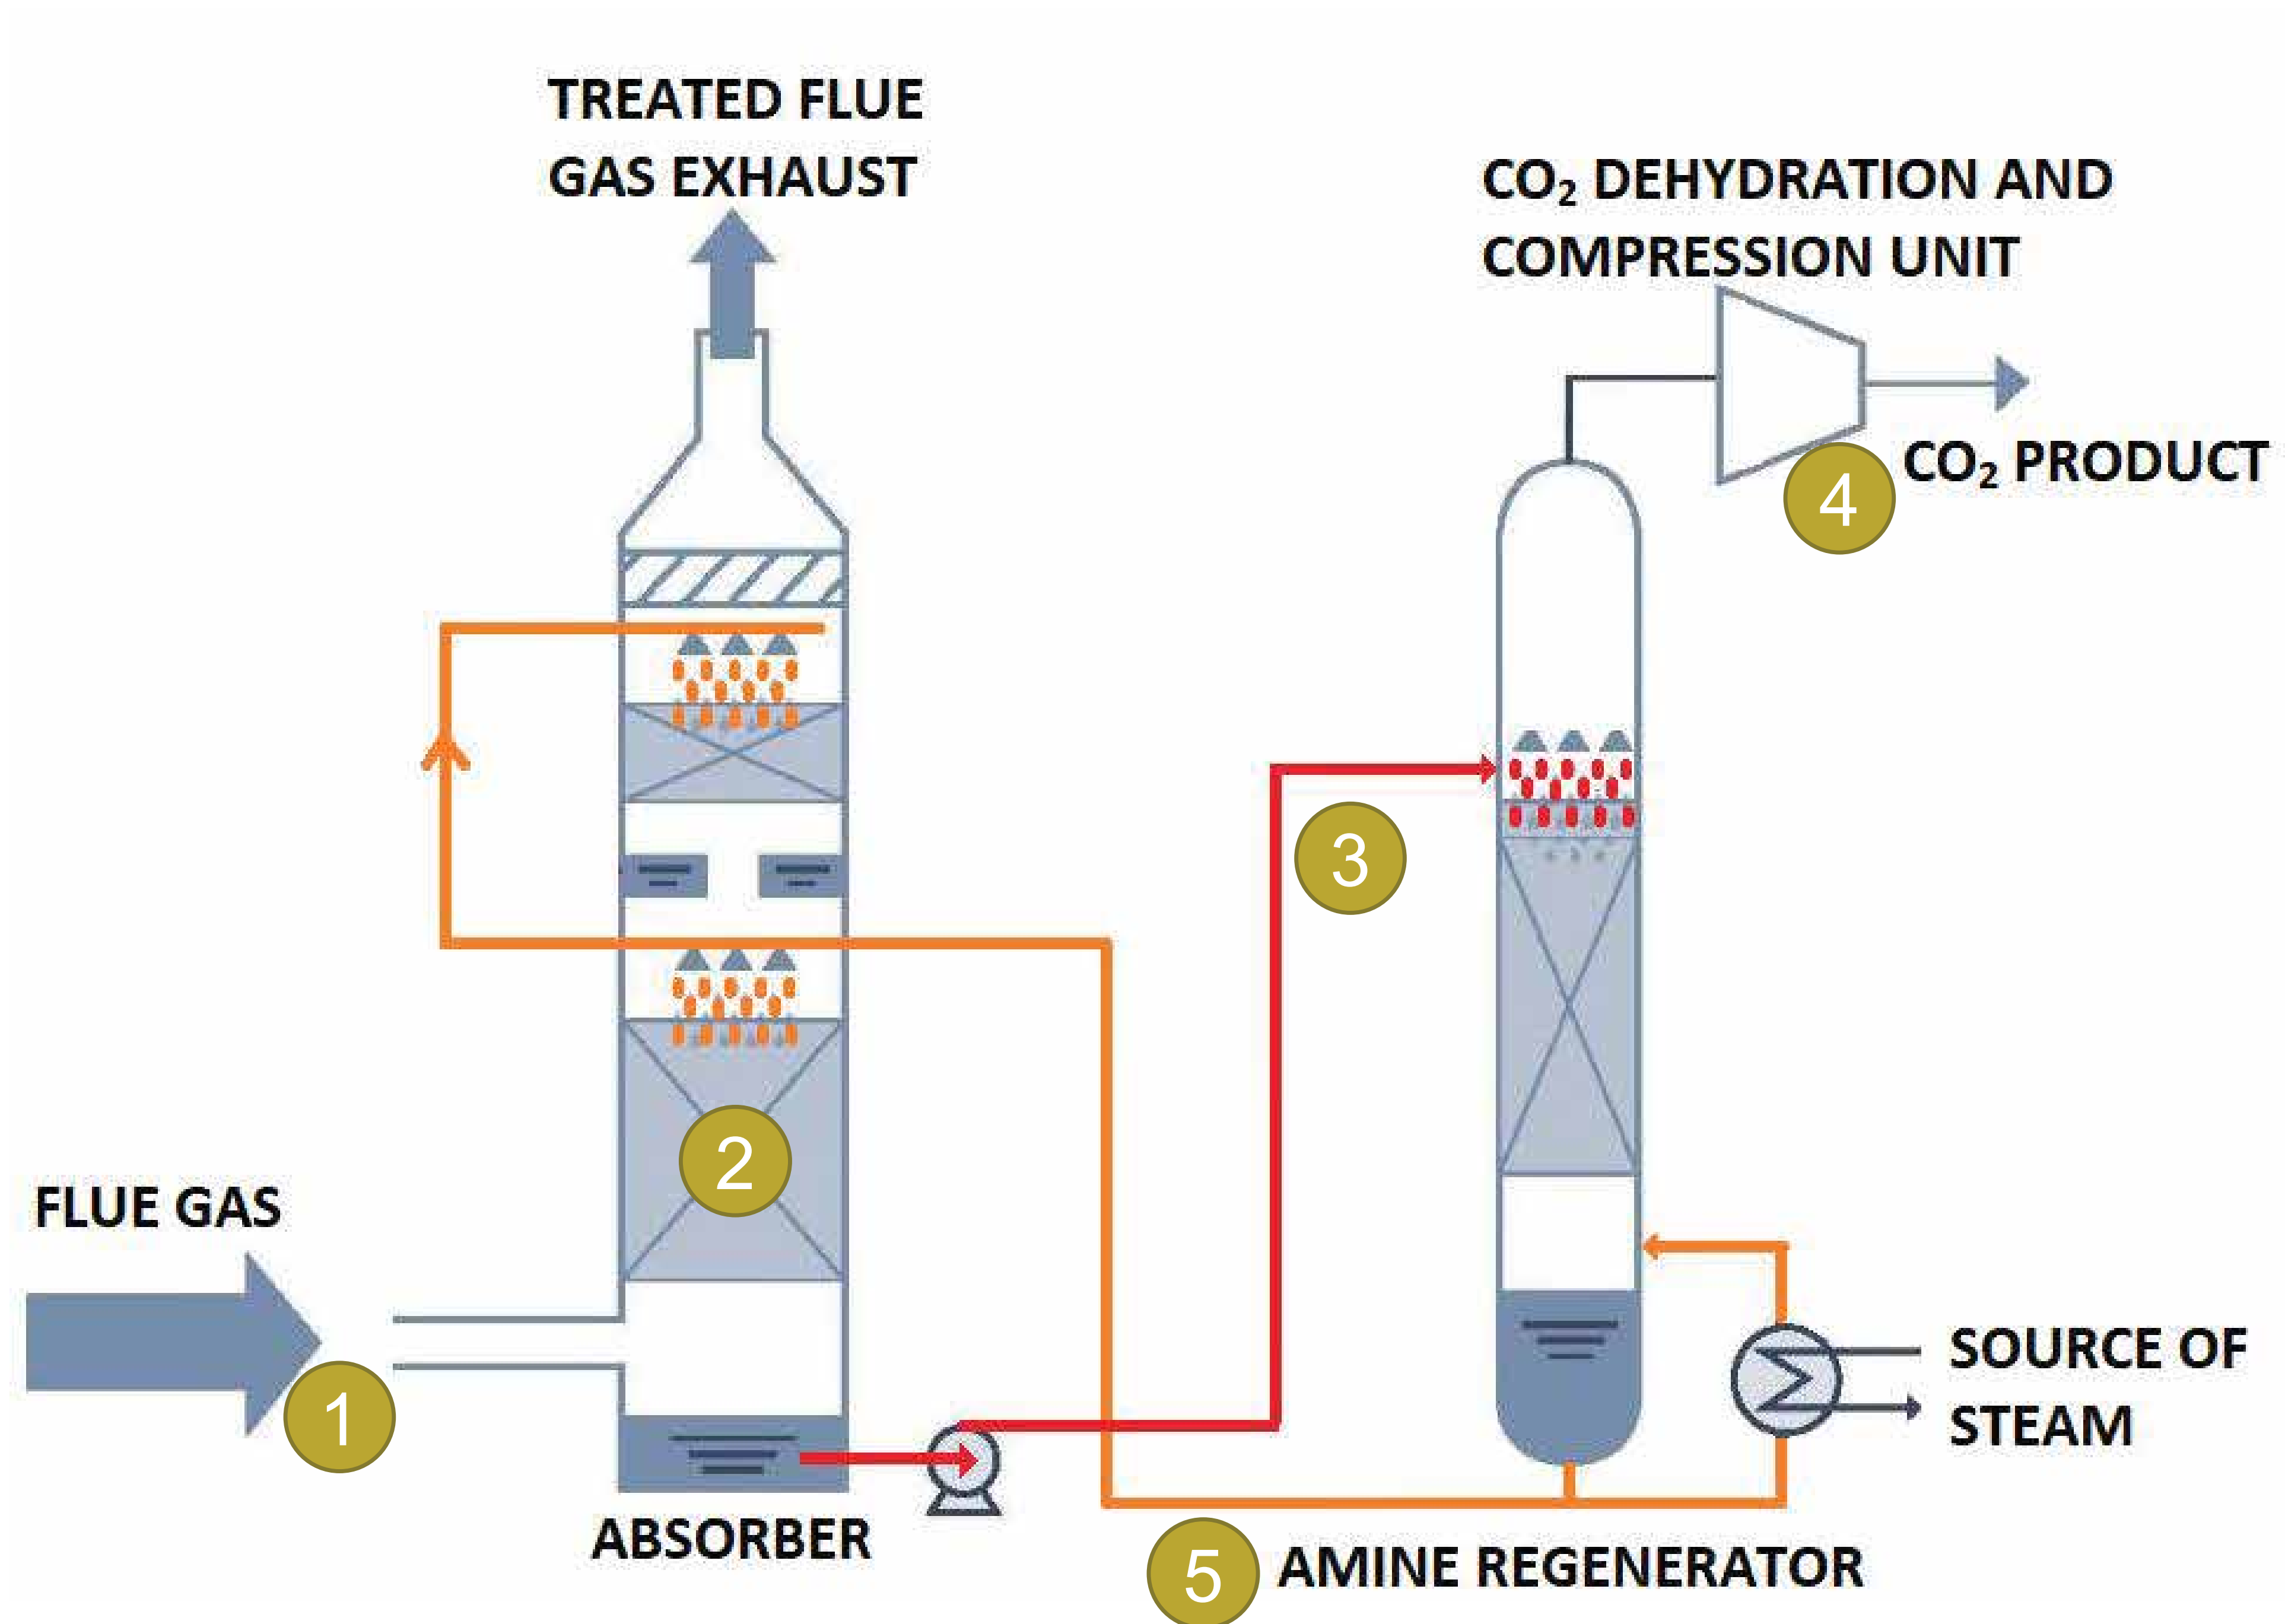 TREATED FLUE
GAS EXHAUST
CO₂ DEHYDRATION AND
COMPRESSION UNIT
CO₂ PRODUCT
4
3
2
FLUE GAS
1
SOURCE OF
STEAM
ABSORBER
5
AMINE REGENERATOR